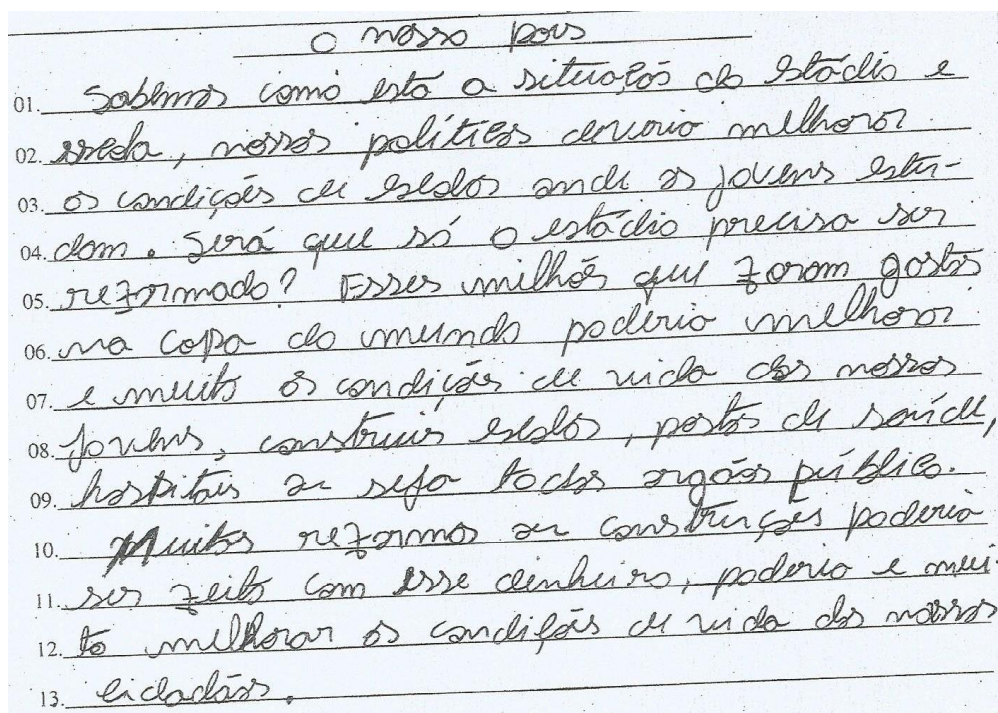 O nosso pais
01. Sabemos como está a situação do estádio e
02. escola, nossos políticos deveria melhorar
03. as condições de escolas onde os jovens estu-
04. dam. Será que só o estádio precisa ser
05. reformado? Esses milhões que foram gastos
06. na copa do mundo poderia melhorar
07. e muito as condições de vida dos nossos
08. jovens, construir escolas, postos de saúde,
09. hospitais ou seja todos orgãos público.
10. Muitas reformas ou construções poderia
11. ser feito com esse dinheiro, poderia e mui-
12. to melhorar as condições de vida dos nossos
13. cidadãos.